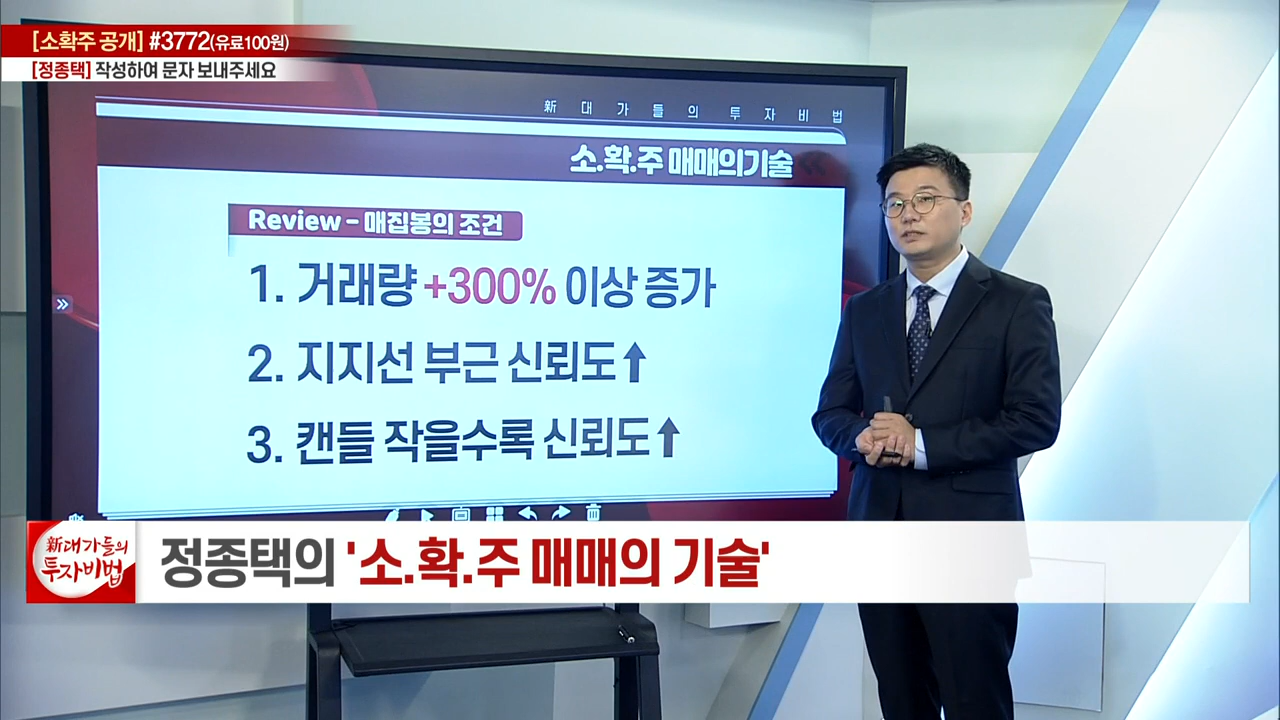 [소확주 공개] #3772(유료100원)
[정종택] 작성하여 문자 보내주세요
新 대가들의 투자비법
소.확.주 매매의기술
Review - 매집봉의 조건
1. 거래량 +300% 이상 증가
2. 지지선 부근 신뢰도↑
3. 캔들 작을수록 신뢰도↑
新대가들의
투자비법
정종택의 '소.확.주 매매의 기술'